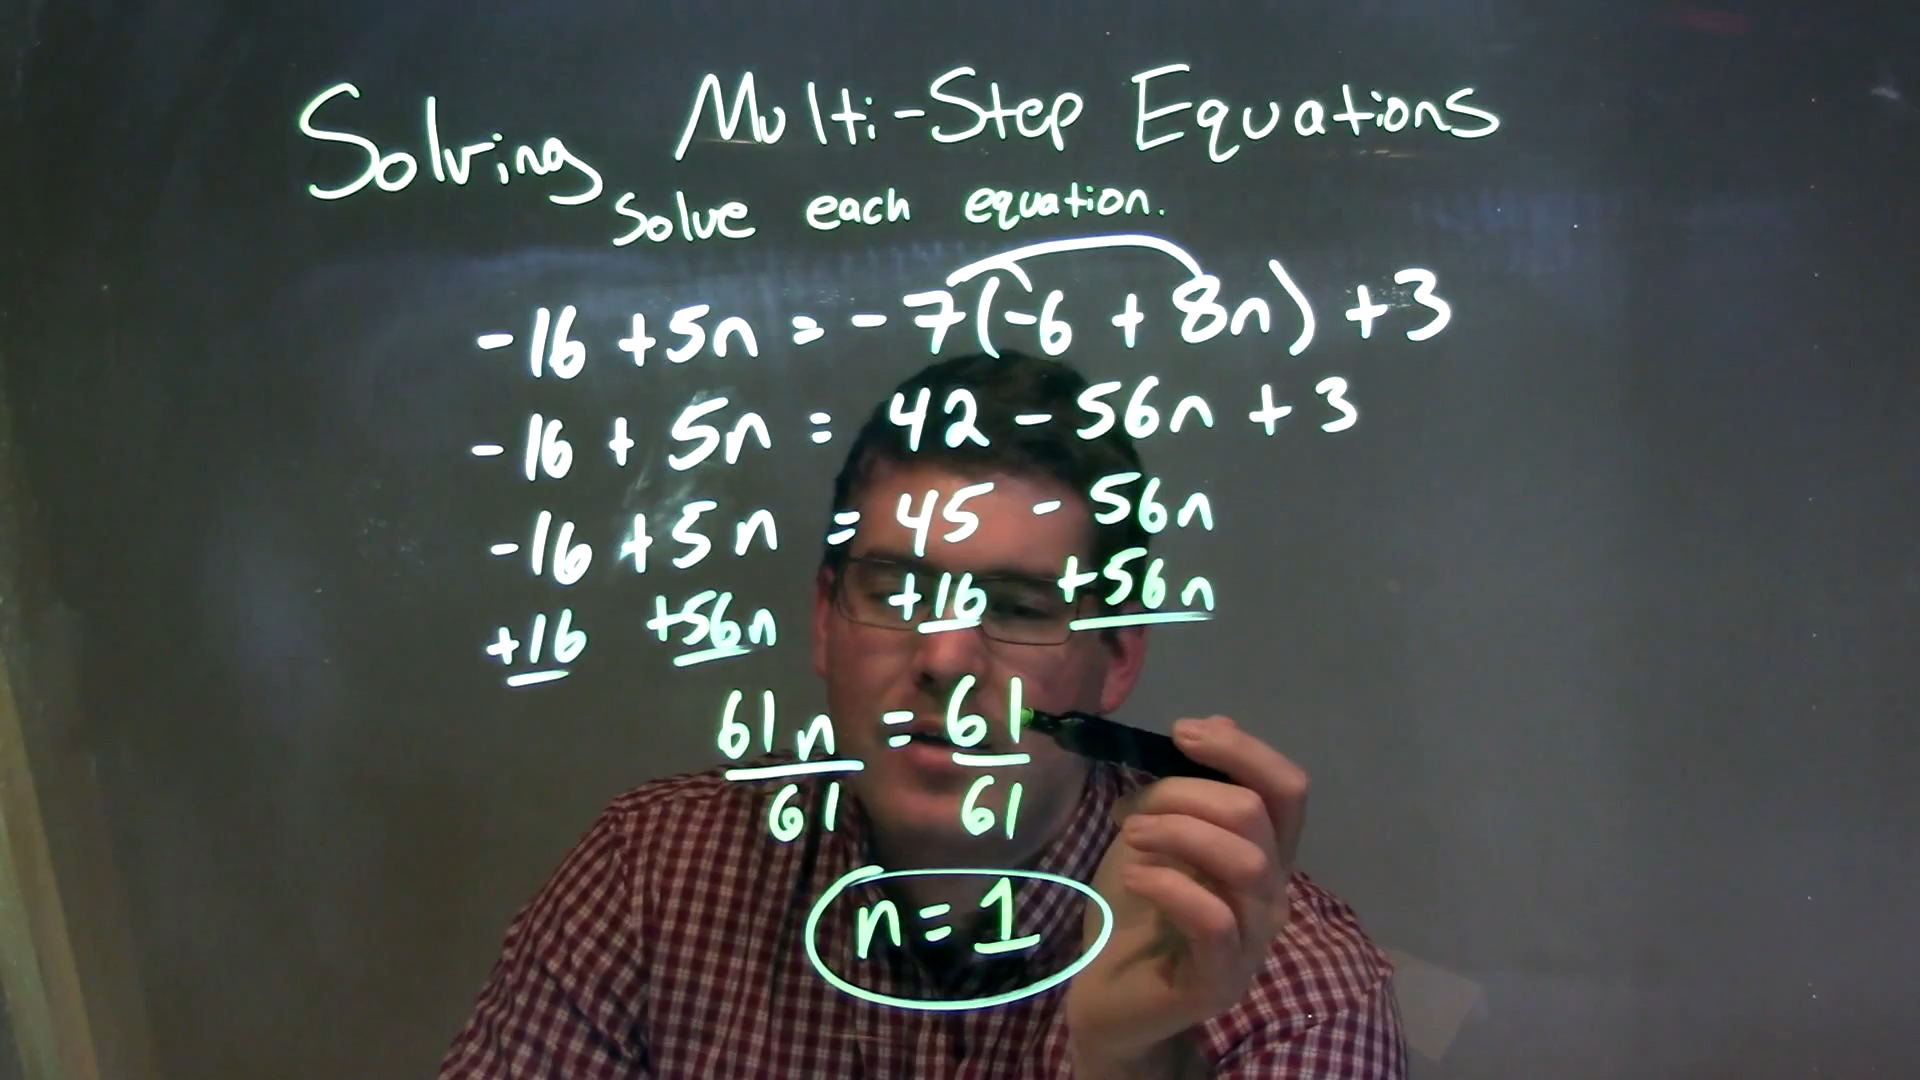 Solving Multi-Step Equations
Solve each equation.
-16 +5n = -7(-6 + 8n) +3
-16 + 5n = 42 - 56n + 3
-16 +5n = 45 - 56n
+16 +56n +16 +56n
61n = 61
61 61
n = 1